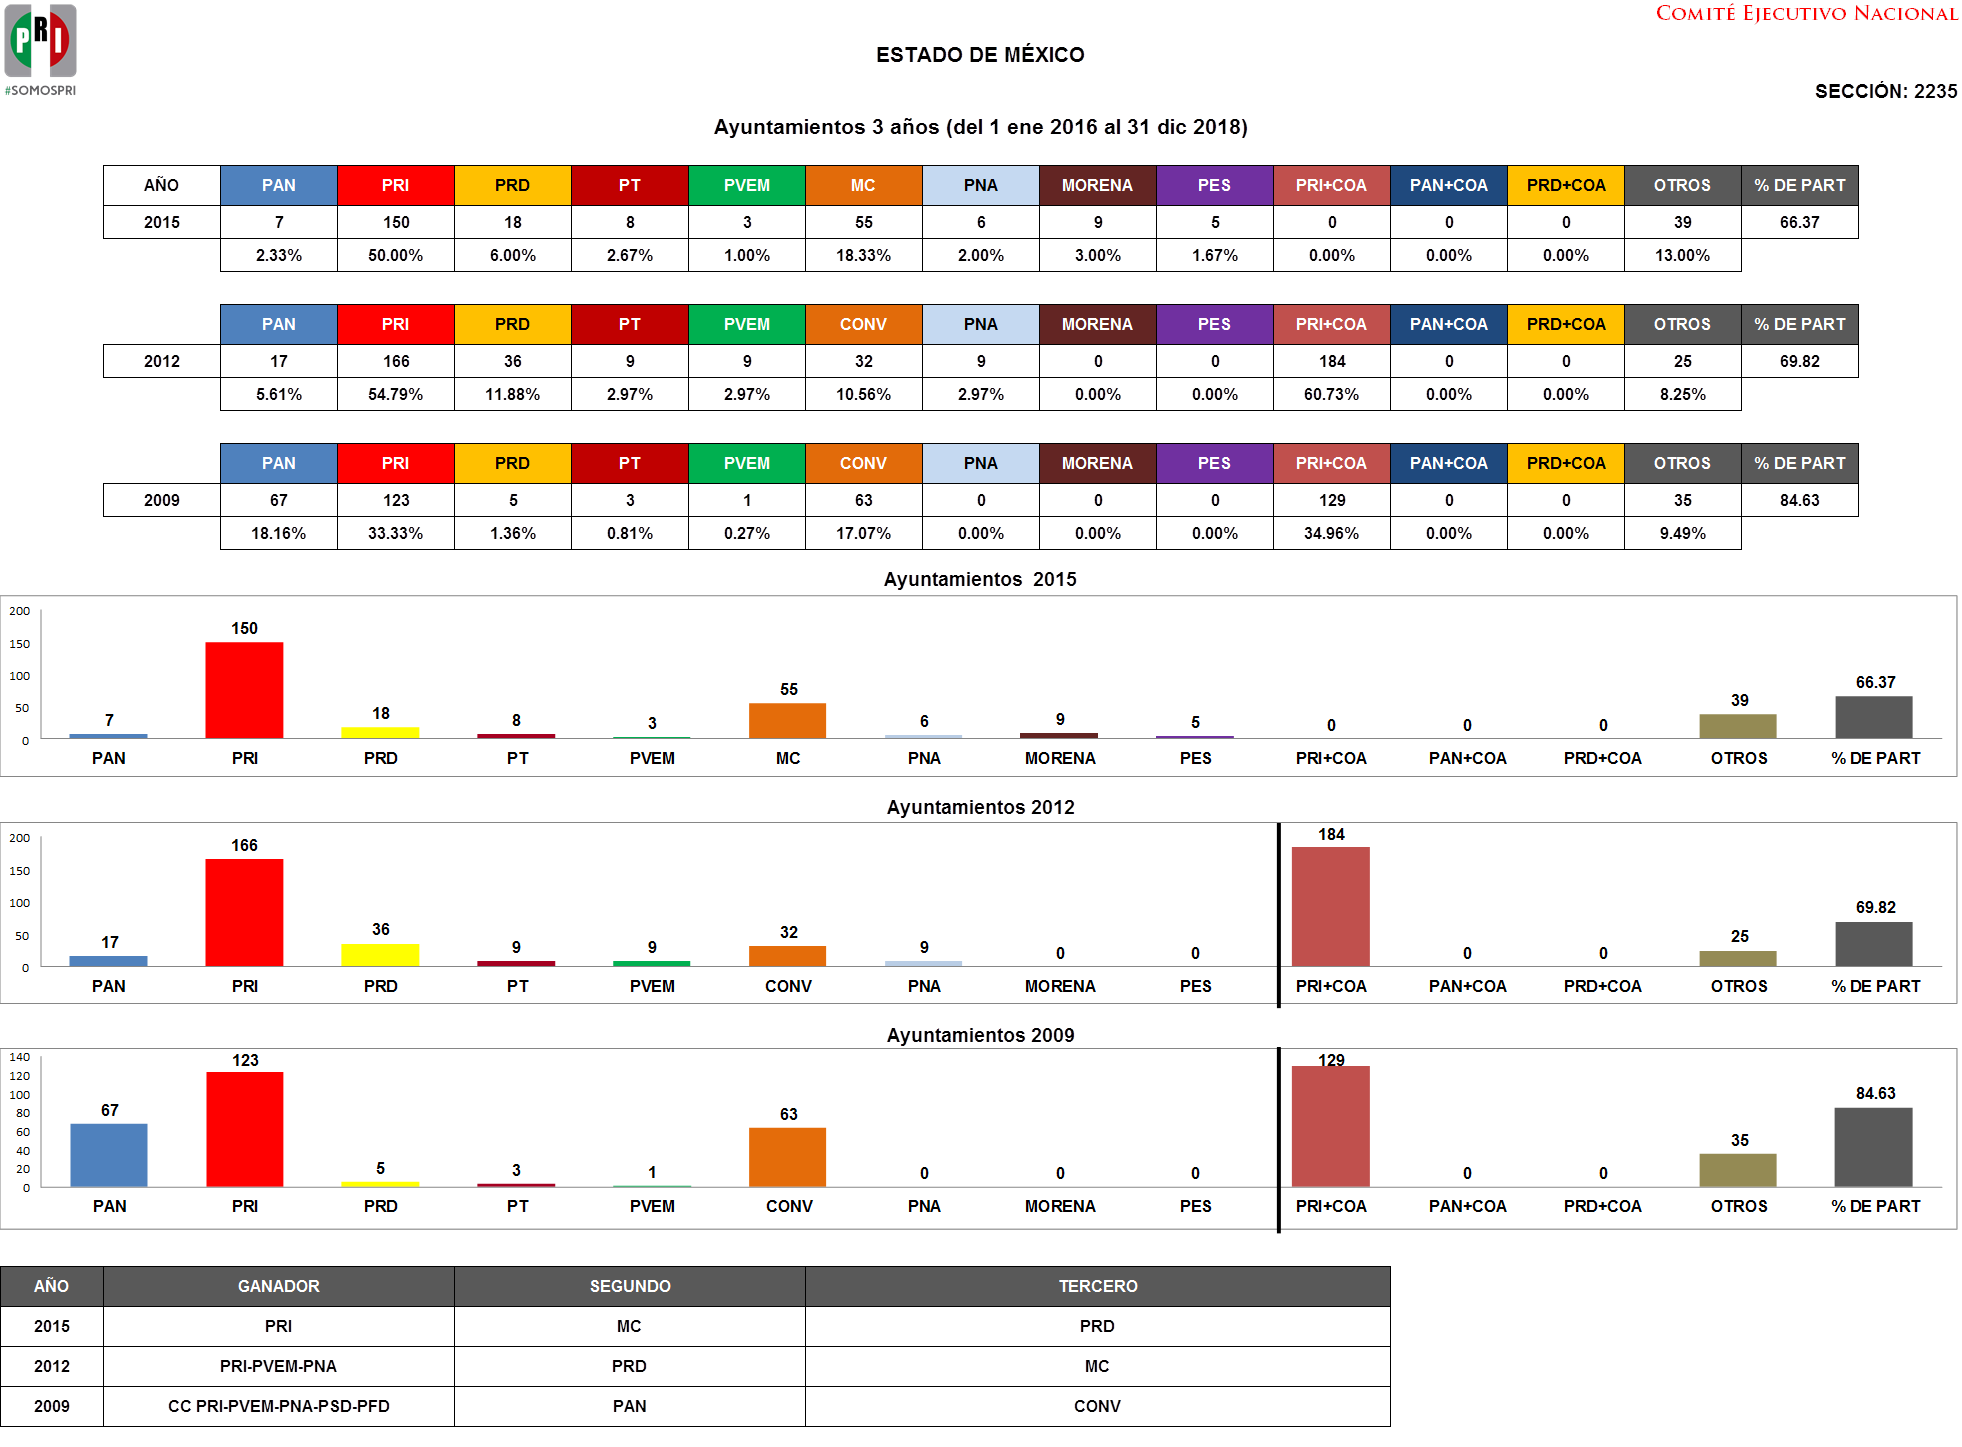 PRI
#SOMOSPRI
COMITÉ EJECUTIVO NACIONAL
ESTADO DE MÉXICO
SECCIÓN: 2235
Ayuntamientos 3 años (del 1 ene 2016 al 31 dic 2018)
AÑO PAN PRI PRD PT PVEM MC PNA MORENA PES PRI+COA PAN+COA PRD+COA OTROS % DE PART
2015 7 150 18 8 3 55 6 9 5 0 0 0 39 66.37
2.33% 50.00% 6.00% 2.67% 1.00% 18.33% 2.00% 3.00% 1.67% 0.00% 0.00% 0.00% 13.00%
PAN PRI PRD PT PVEM CONV PNA MORENA PES PRI+COA PAN+COA PRD+COA OTROS % DE PART
2012 17 166 36 9 9 32 9 0 0 184 0 0 25 69.82
5.61% 54.79% 11.88% 2.97% 2.97% 10.56% 2.97% 0.00% 0.00% 60.73% 0.00% 0.00% 8.25%
PAN PRI PRD PT PVEM CONV PNA MORENA PES PRI+COA PAN+COA PRD+COA OTROS % DE PART
2009 67 123 5 3 1 63 0 0 0 129 0 0 35 84.63
18.16% 33.33% 1.36% 0.81% 0.27% 17.07% 0.00% 0.00% 0.00% 34.96% 0.00% 0.00% 9.49%
Ayuntamientos 2015
200
150
100
50
0
7 150 18 8 3 55 6 9 5 0 0 0 39 66.37
PAN PRI PRD PT PVEM MC PNA MORENA PES PRI+COA PAN+COA PRD+COA OTROS % DE PART
Ayuntamientos 2012
200
150
100
50
0
17 166 36 9 9 32 9 0 0 184 0 0 25 69.82
PAN PRI PRD PT PVEM CONV PNA MORENA PES PRI+COA PAN+COA PRD+COA OTROS % DE PART
Ayuntamientos 2009
140
120
100
80
60
40
20
0
67 123 5 3 1 63 0 0 0 129 0 0 35 84.63
PAN PRI PRD PT PVEM CONV PNA MORENA PES PRI+COA PAN+COA PRD+COA OTROS % DE PART
AÑO GANADOR SEGUNDO TERCERO
2015 PRI MC PRD
2012 PRI-PVEM-PNA PRD MC
2009 CC PRI-PVEM-PNA-PSD-PFD PAN CONV